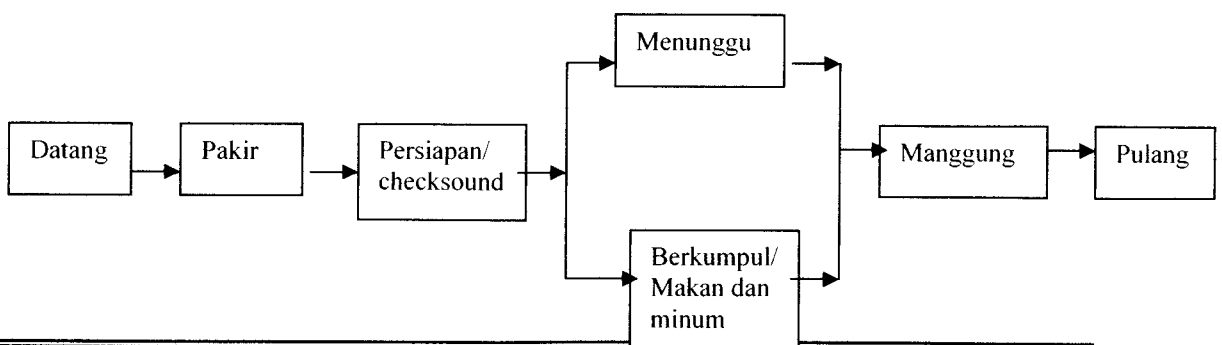 Datang
Pakir
Persiapan/
checksound
Menunggu
Berkumpul/
Makan dan
minum
Manggung
Pulang